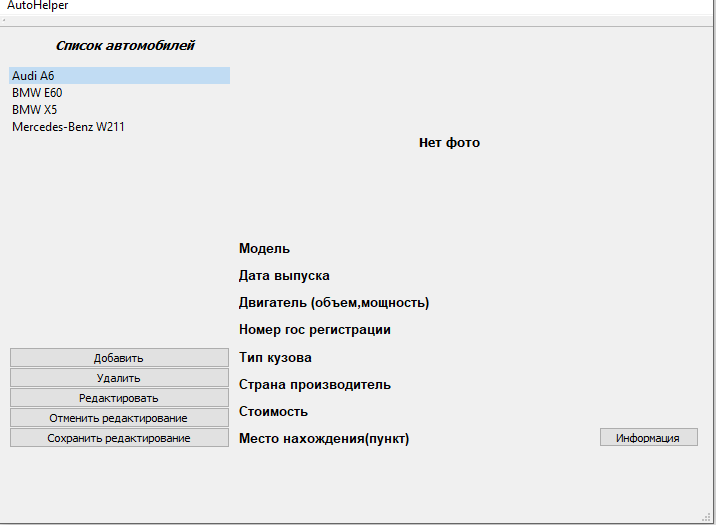 AutoHelper
Список автомобилей
Audi A6
BMW E60
BMW X5
Mercedes-Benz W211
Нет фото
Модель
Дата выпуска
Двигатель (объем,мощность)
Номер гос регистрации
Тип кузова
Страна производитель
Стоимость
Место нахождения(пункт)
Добавить
Удалить
Редактировать
Отменить редактирование
Сохранить редактирование
Информация